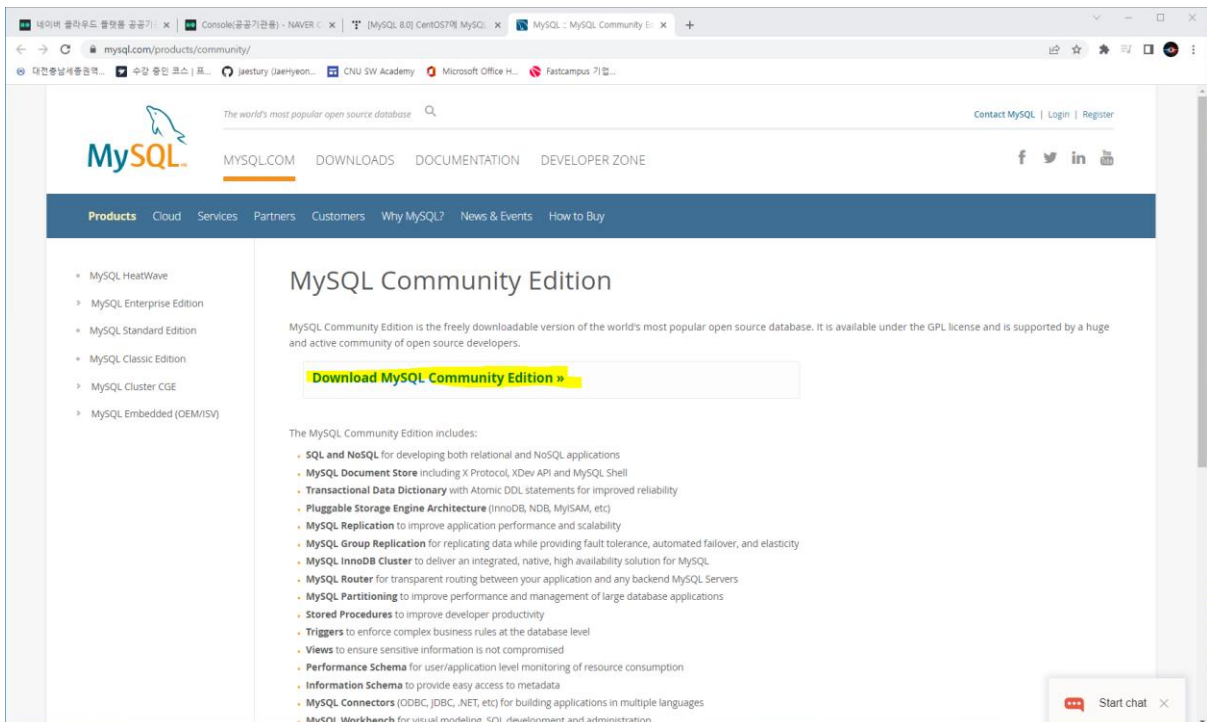 네이버 클라우드 플랫폼 공공기
Console(공공기관용) - NAVER C
[MySQL 8.0] CentOS7에 MySQL
MySQL :: MySQL Community Ed
mysql.com/products/community/
대전충남세종권역...
수강 중인 코스 | 프...
jaestury (JaeHyeon...
CNU SW Academy
Microsoft Office H...
Fastcampus 기업...
MySQL
The world's most popular open source database
Contact MySQL | Login | Register
MYSQL.COM DOWNLOADS DOCUMENTATION DEVELOPER ZONE
Products Cloud Services Partners Customers Why MySQL? News & Events How to Buy
MySQL HeatWave
MySQL Enterprise Edition
MySQL Standard Edition
MySQL Classic Edition
MySQL Cluster CGE
MySQL Embedded (OEM/ISV)
MySQL Community Edition
MySQL Community Edition is the freely downloadable version of the world's most popular open source database. It is available under the GPL license and is supported by a huge
and active community of open source developers.
Download MySQL Community Edition »
The MySQL Community Edition includes:
SQL and NoSQL for developing both relational and NoSQL applications
MySQL Document Store including X Protocol, XDev API and MySQL Shell
Transactional Data Dictionary with Atomic DDL statements for improved reliability
Pluggable Storage Engine Architecture (InnoDB, NDB, MyISAM, etc)
MySQL Replication to improve application performance and scalability
MySQL Group Replication for replicating data while providing fault tolerance, automated failover, and elasticity
MySQL InnoDB Cluster to deliver an integrated, native, high availability solution for MySQL
MySQL Router for transparent routing between your application and any backend MySQL Servers
MySQL Partitioning to improve performance and management of large database applications
Stored Procedures to improve developer productivity
Triggers to enforce complex business rules at the database level
Views to ensure sensitive information is not compromised
Performance Schema for user/application level monitoring of resource consumption
Information Schema to provide easy access to metadata
MySQL Connectors (ODBC, JDBC, .NET, etc) for building applications in multiple languages
MySQL Workbench for visual modeling, SQL development and administration
Start chat